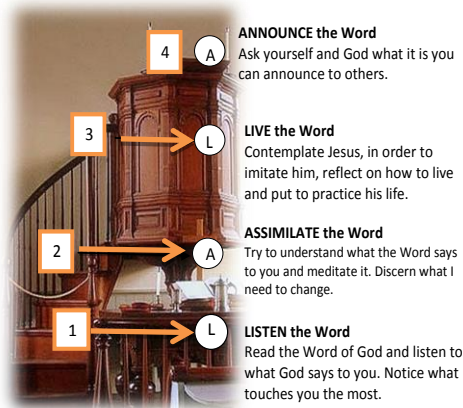 4
A
ANNOUNCE the Word
Ask yourself and God what it is you
can announce to others.
3
L
LIVE the Word
Contemplate Jesus, in order to
imitate him, reflect on how to live
and put to practice his life.
2
A
ASSIMILATE the Word
Try to understand what the Word says
to you and meditate it. Discern what I
need to change.
1
L
LISTEN the Word
Read the Word of God and listen to
what God says to you. Notice what
touches you the most.